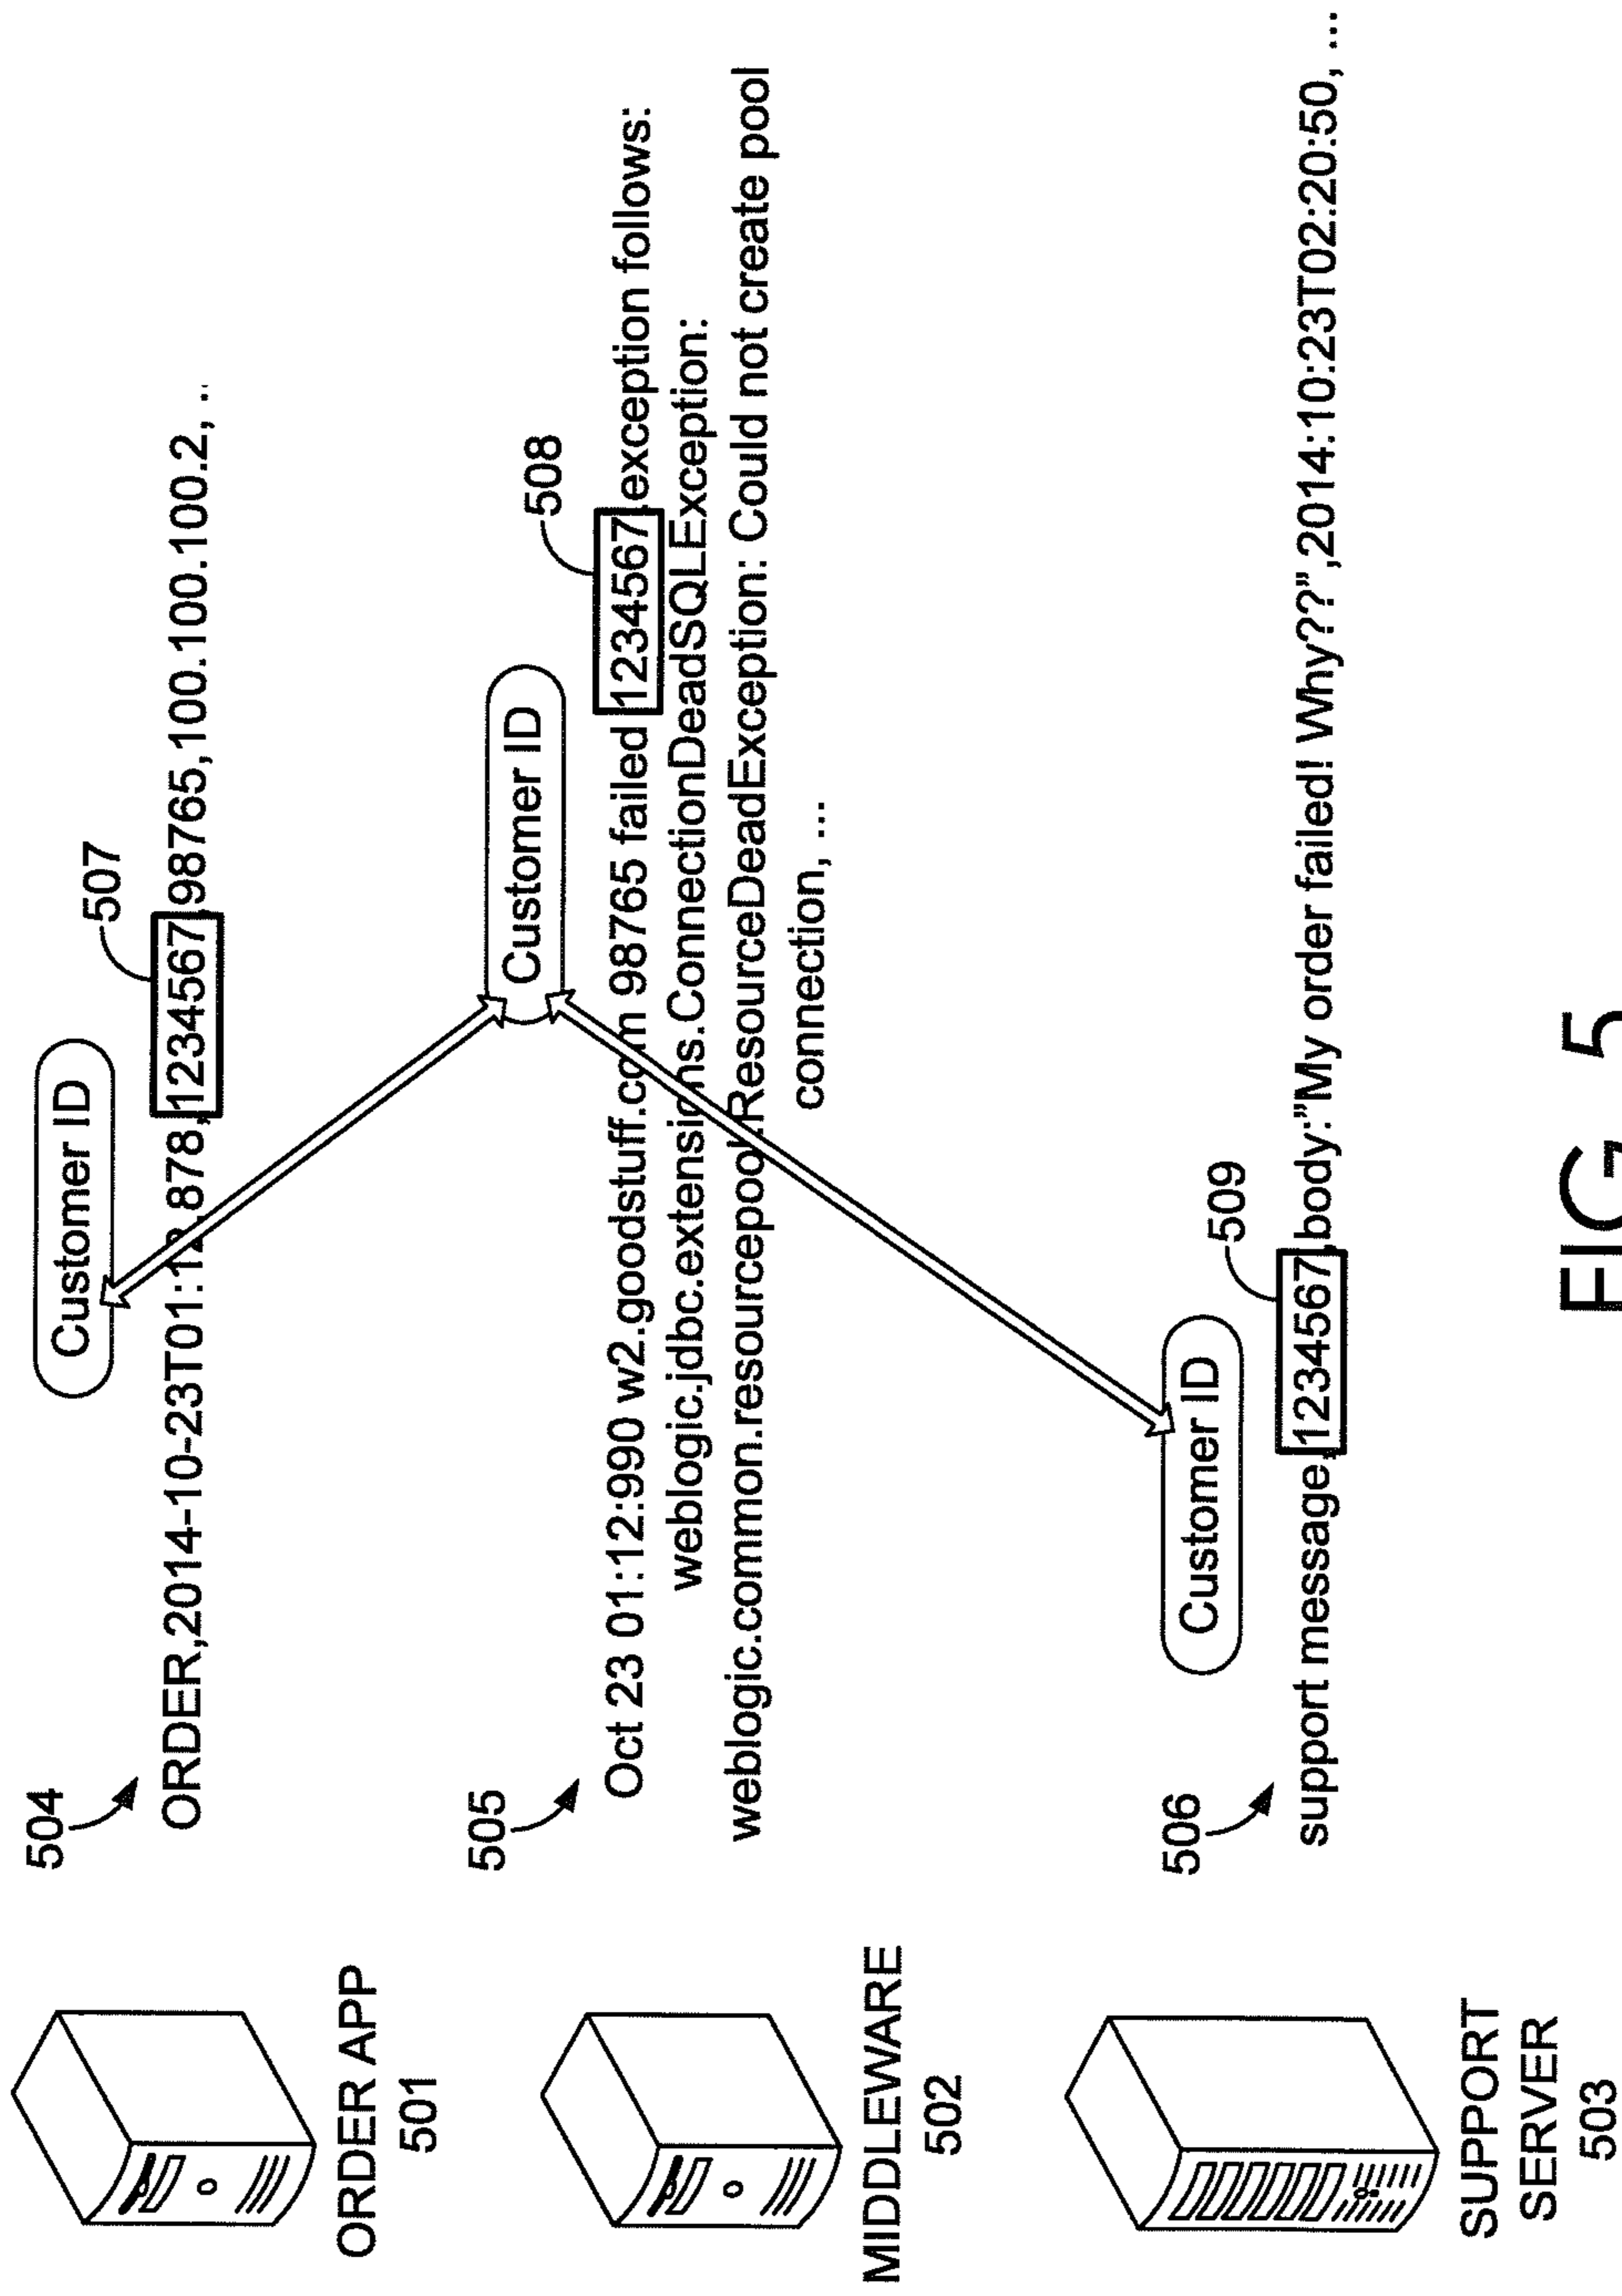 504
Customer ID
507
ORDER,2014-10-23T01:12.878,1234567,98765,100.100.100.2, ..
ORDER APP
501
505
Customer ID
508
Oct 23 01:12:990 w2.goodstuff.com 98765 failed 1234567 exception follows:
weblogic.jdbc.extensions.ConnectionDeadSQLException:
weblogic.common.resourcepool.ResourceDeadException: Could not create pool
connection, ...
MIDDLEWARE
502
506
Customer ID
509
support message,1234567,body:"My order failed! Why??",2014:10:23T02:20:50, ...
SUPPORT
SERVER
503
FIG 5